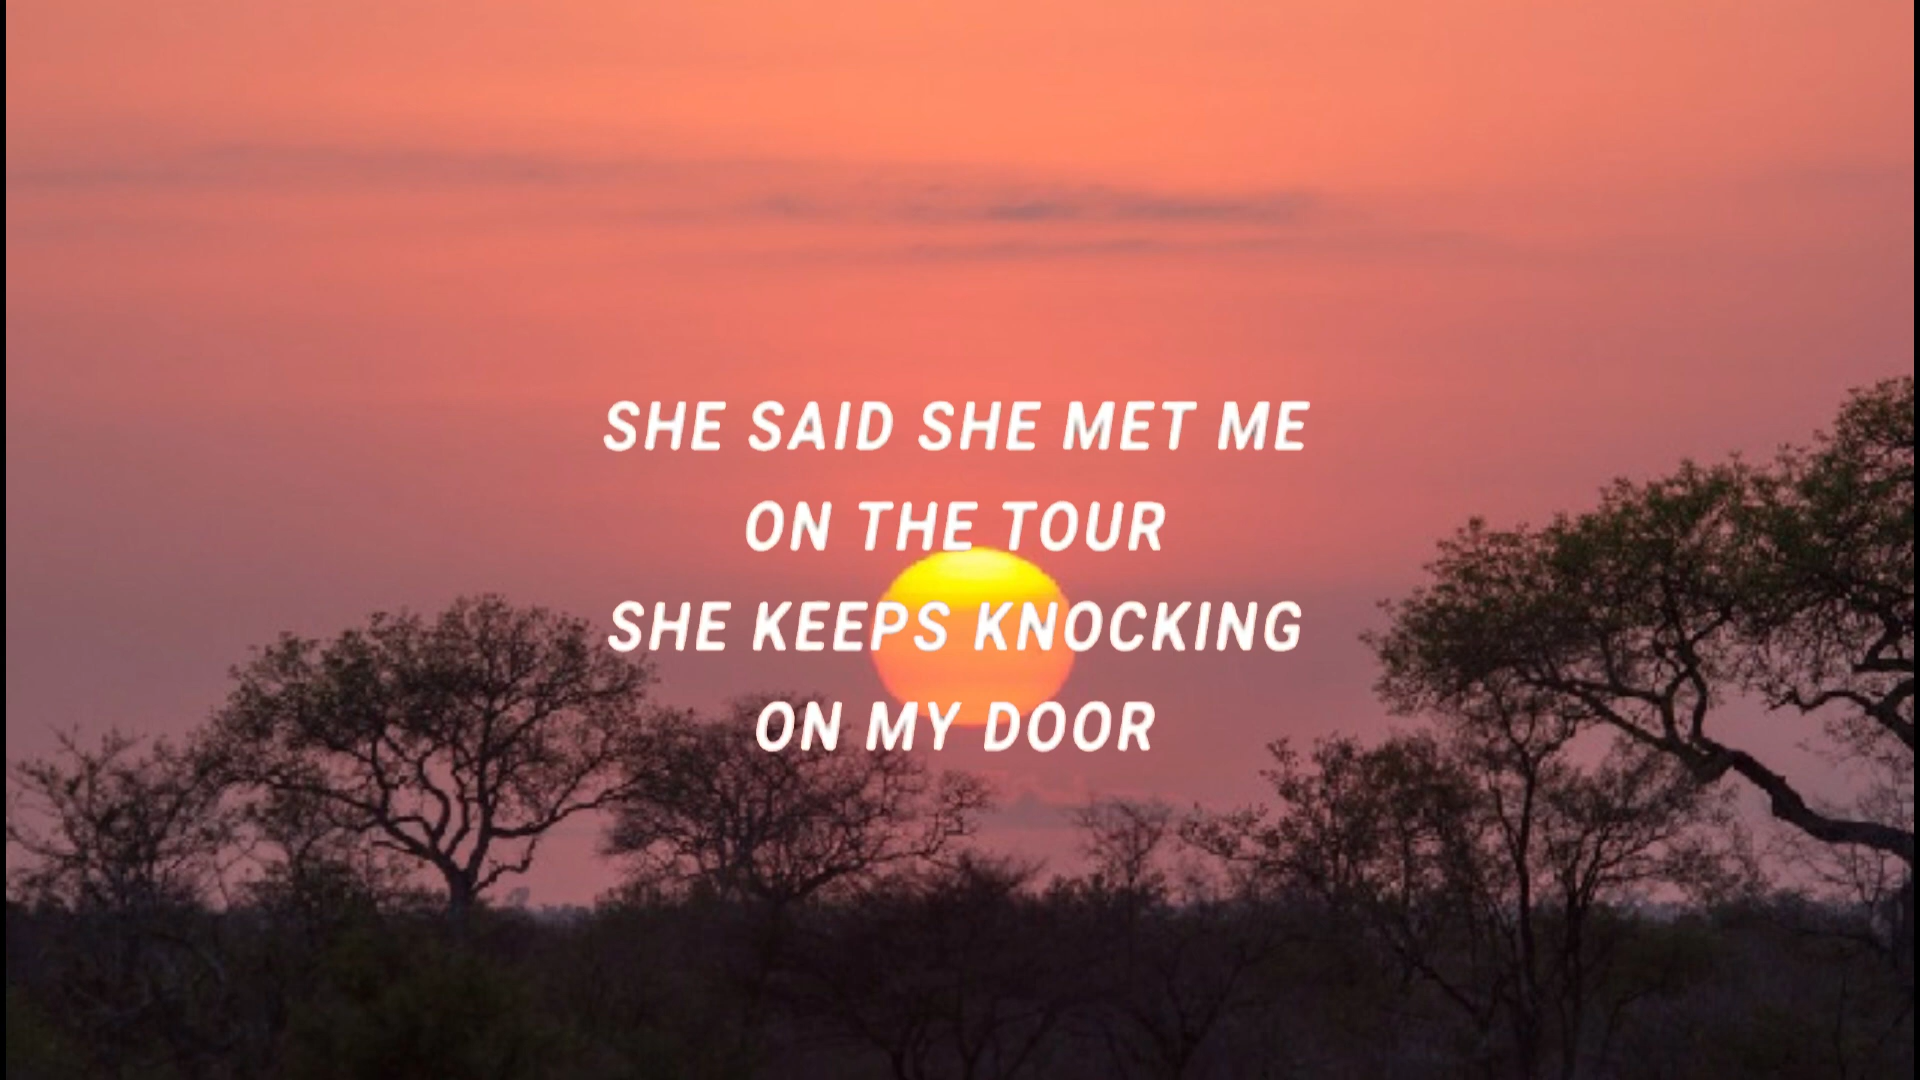 SHE SAID SHE MET ME
ON THE TOUR
SHE KEEPS KNOCKING
ON MY DOOR